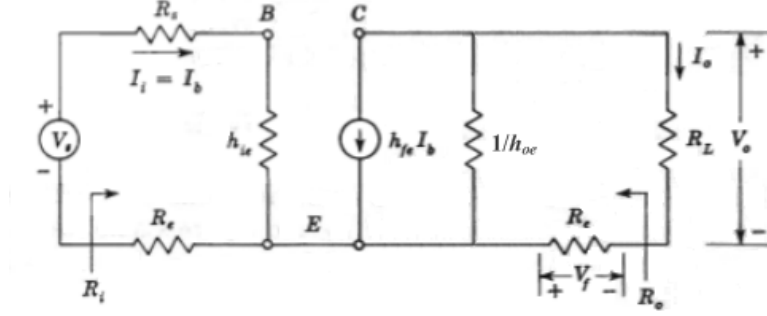 R_s B C
I_i = I_b
I_o
+
V_s
-
h_ie
h_fe I_b
1/h_oe
R_L
+
V_o
-
R_e
E
R_e
R_i
+ V_f -
R_o